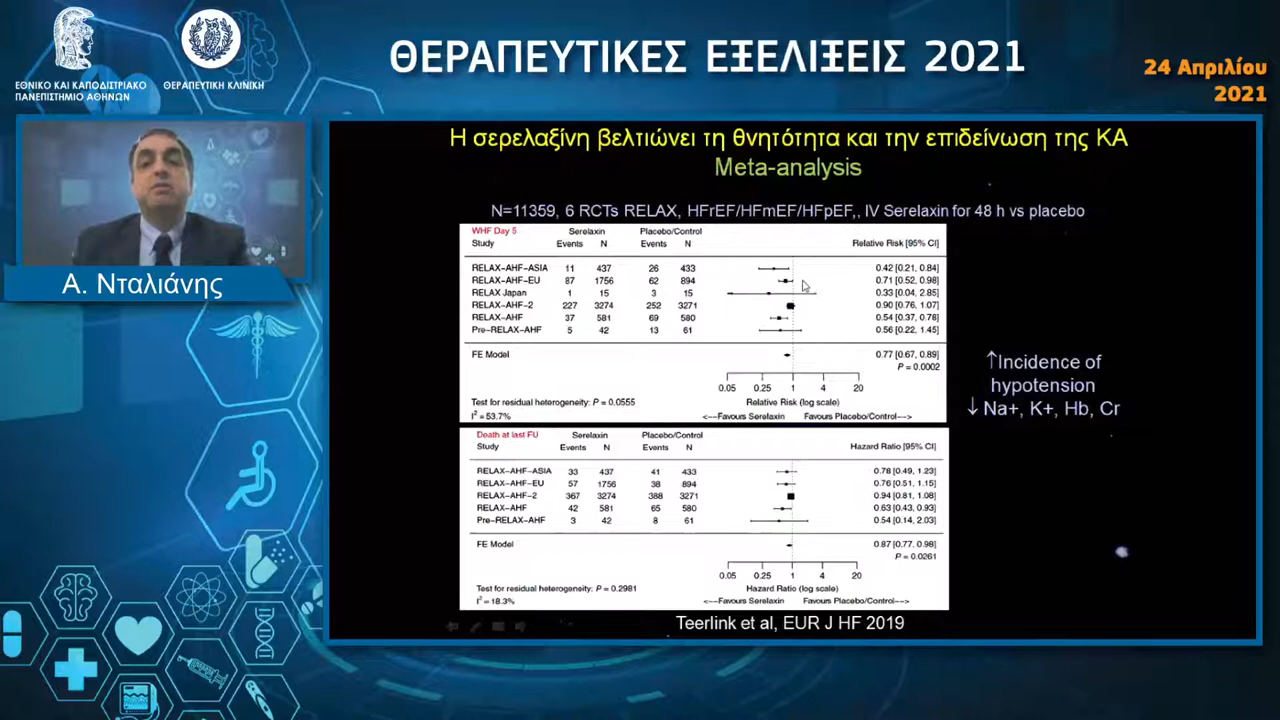 ΕΘΝΙΚΟ ΚΑΙ ΚΑΠΟΔΙΣΤΡΙΑΚΟ
ΠΑΝΕΠΙΣΤΗΜΙΟ ΑΘΗΝΩΝ
ΘΕΡΑΠΕΥΤΙΚΗ ΚΛΙΝΙΚΗ
ΘΕΡΑΠΕΥΤΙΚΕΣ ΕΞΕΛΙΞΕΙΣ 2021
24 Απριλίου
2021
Α. Νταλιάνης
Η σερελαξίνη βελτιώνει τη θνητότητα και την επιδείνωση της ΚΑ
Meta-analysis
N=11359, 6 RCTs RELAX, HFrEF/HFmEF/HFpEF,, IV Serelaxin for 48 h vs placebo
WHF Day 5 Serelaxin Placebo/Control
Study Events N Events N Relative Risk [95% CI]
RELAX-AHF-ASIA 11 437 26 433 0.42 [0.21, 0.84]
RELAX-AHF-EU 87 1756 62 894 0.71 [0.52, 0.98]
RELAX Japan 1 15 3 15 0.33 [0.04, 2.85]
RELAX-AHF-2 227 3274 252 3271 0.90 [0.76, 1.07]
RELAX-AHF 37 581 69 580 0.54 [0.37, 0.78]
Pre-RELAX-AHF 5 42 13 61 0.56 [0.22, 1.45]
FE Model 0.77 [0.67, 0.89]
P = 0.0002
0.05 0.25 1 4 20
Test for residual heterogeneity: P = 0.0555 Relative Risk (log scale)
I² = 53.7% <---Favours Serelaxin Favours Placebo/Control--->
Death at last FU Serelaxin Placebo/Control
Study Events N Events N Hazard Ratio [95% CI]
RELAX-AHF-ASIA 33 437 41 433 0.78 [0.49, 1.23]
RELAX-AHF-EU 57 1756 38 894 0.76 [0.51, 1.15]
RELAX-AHF-2 367 3274 388 3271 0.94 [0.81, 1.08]
RELAX-AHF 42 581 65 580 0.63 [0.43, 0.93]
Pre-RELAX-AHF 3 42 8 61 0.54 [0.14, 2.03]
FE Model 0.87 [0.77, 0.98]
P = 0.0261
0.05 0.25 1 4 20
Test for residual heterogeneity: P = 0.2981 Hazard Ratio (log scale)
I² = 18.3% <---Favours Serelaxin Favours Placebo/Control--->
↑Incidence of
hypotension
↓ Na+, K+, Hb, Cr
Teerlink et al, EUR J HF 2019